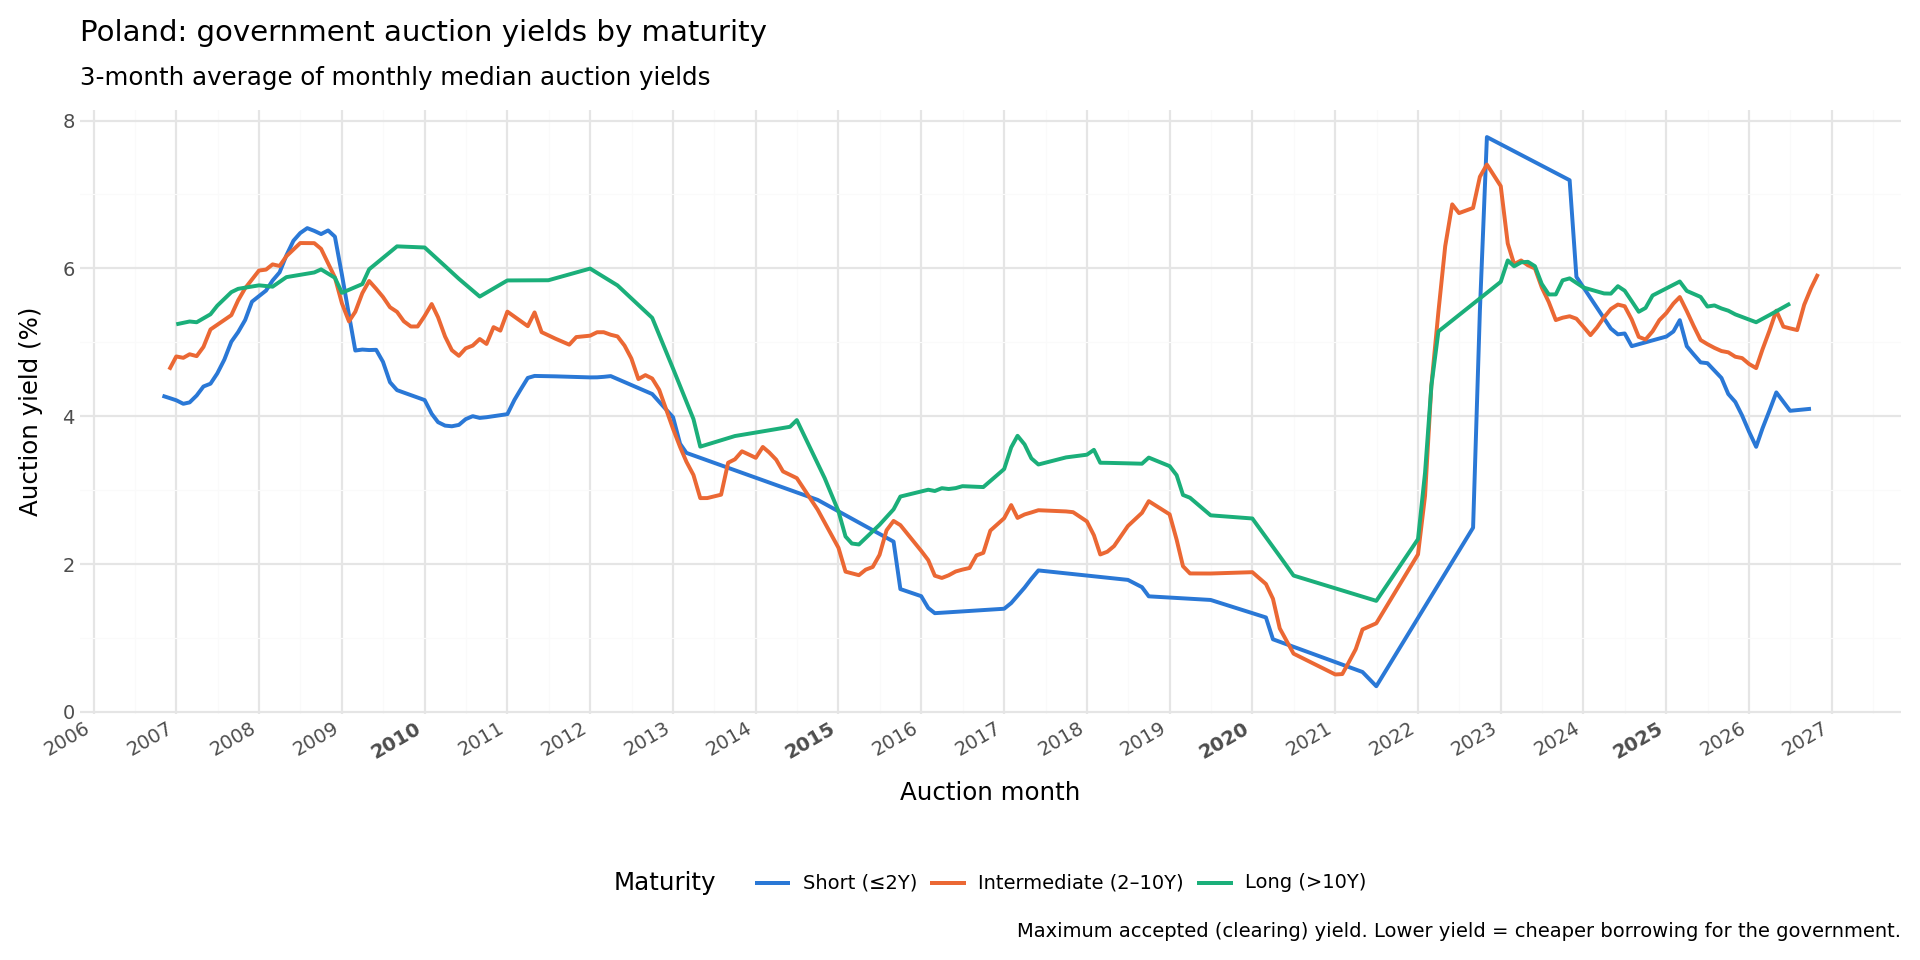 Poland: government auction yields by maturity
3-month average of monthly median auction yields
Auction yield (%)
8
6
4
2
0
2006 2007 2008 2009 2010 2011 2012 2013 2014 2015 2016 2017 2018 2019 2020 2021 2022 2023 2024 2025 2026 2027
Auction month
Maturity Short (≤2Y) Intermediate (2–10Y) Long (>10Y)
Maximum accepted (clearing) yield. Lower yield = cheaper borrowing for the government.